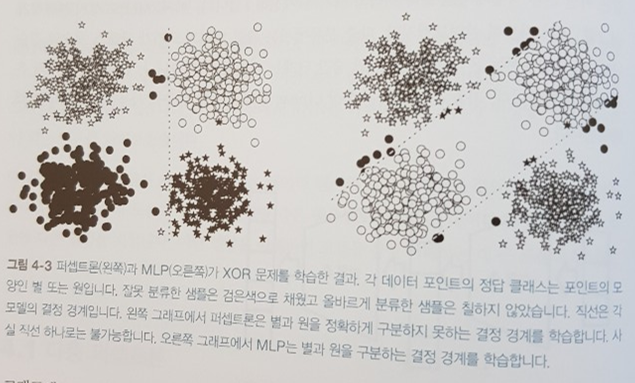 그림 4-3 퍼셉트론(왼쪽)과 MLP(오른쪽)가 XOR 문제를 학습한 결과. 각 데이터 포인트의 정답 클래스는 포인트의 모
양인 별 또는 원입니다. 잘못 분류한 샘플은 검은색으로 채웠고 올바르게 분류한 샘플은 칠하지 않았습니다. 직선은 각
모델의 결정 경계입니다. 왼쪽 그래프에서 퍼셉트론은 별과 원을 정확하게 구분하지 못하는 결정 경계를 학습합니다. 사
실 직선 하나로는 불가능합니다. 오른쪽 그래프에서 MLP는 별과 원을 구분하는 결정 경계를 학습합니다.